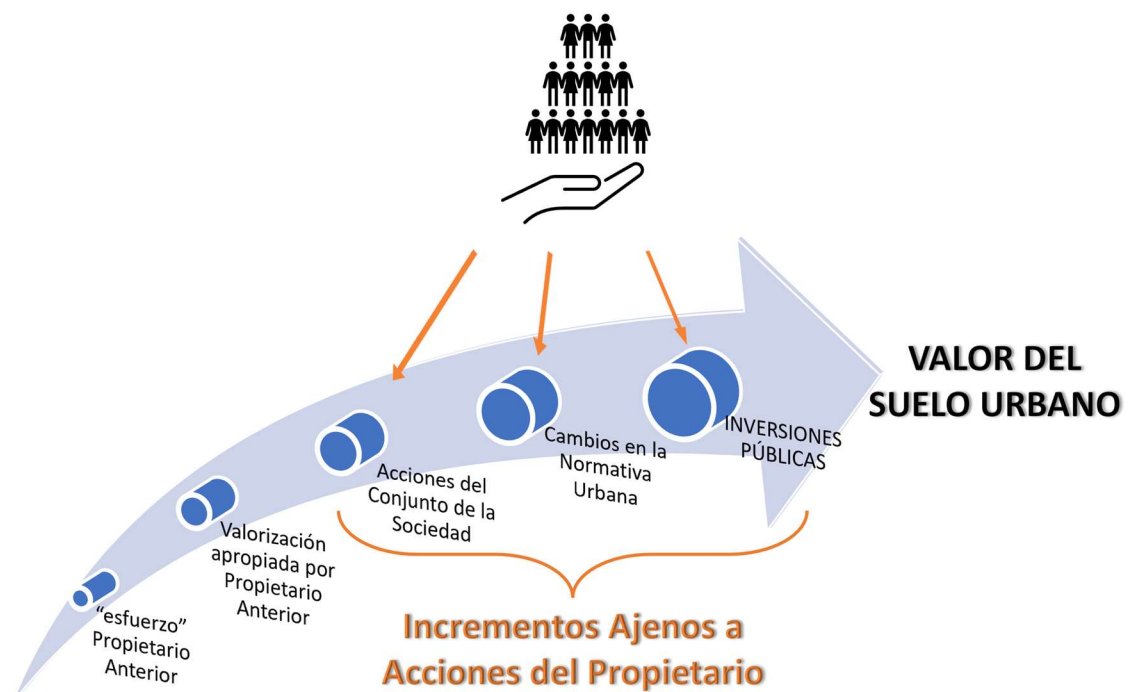 VALOR DEL
SUELO URBANO
INVERSIONES
PÚBLICAS
Cambios en la
Normativa
Urbana
Acciones del
Conjunto de la
Sociedad
Valorización
apropiada por
Propietario
Anterior
“esfuerzo”
Propietario
Anterior
Incrementos Ajenos a
Acciones del Propietario